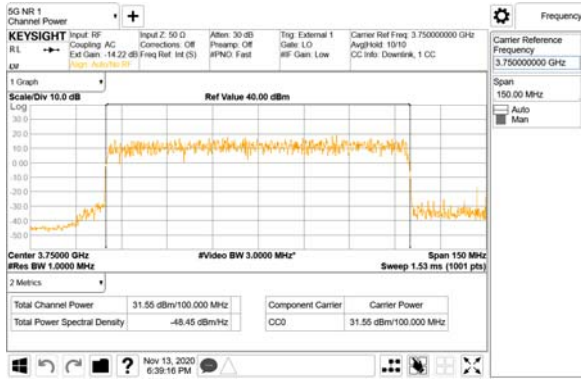 5G NR 1
Channel Power
Frequency
KEYSIGHT
RL
Input: RF
Coupling: AC
Ext Gain: -14.22 dB
Align: Auto/No RF
Input Z: 50 Ω
Corrections: Off
Freq Ref: Int (S)
Atten: 30 dB
Preamp: Off
#PNO: Fast
Trig: External 1
Gate: LO
#IF Gain: Low
Carrier Ref Freq: 3.750000000 GHz
Avg|Hold: 10/10
CC Info: Downlink, 1 CC
Carrier Reference
Frequency
3.750000000 GHz
Span
150.00 MHz
Auto
Man
1 Graph
Scale/Div 10.0 dB
Ref Value 40.00 dBm
Log
30.0
20.0
10.0
0.00
-10.0
-20.0
-30.0
-40.0
-50.0
Center 3.75000 GHz
#Video BW 3.0000 MHz*
Span 150 MHz
#Res BW 1.0000 MHz
Sweep 1.53 ms (1001 pts)
2 Metrics
Total Channel Power 31.55 dBm/100.000 MHz
Total Power Spectral Density -48.45 dBm/Hz
Component Carrier Carrier Power
CC0 31.55 dBm/100.000 MHz
?
Nov 13, 2020
6:39:16 PM